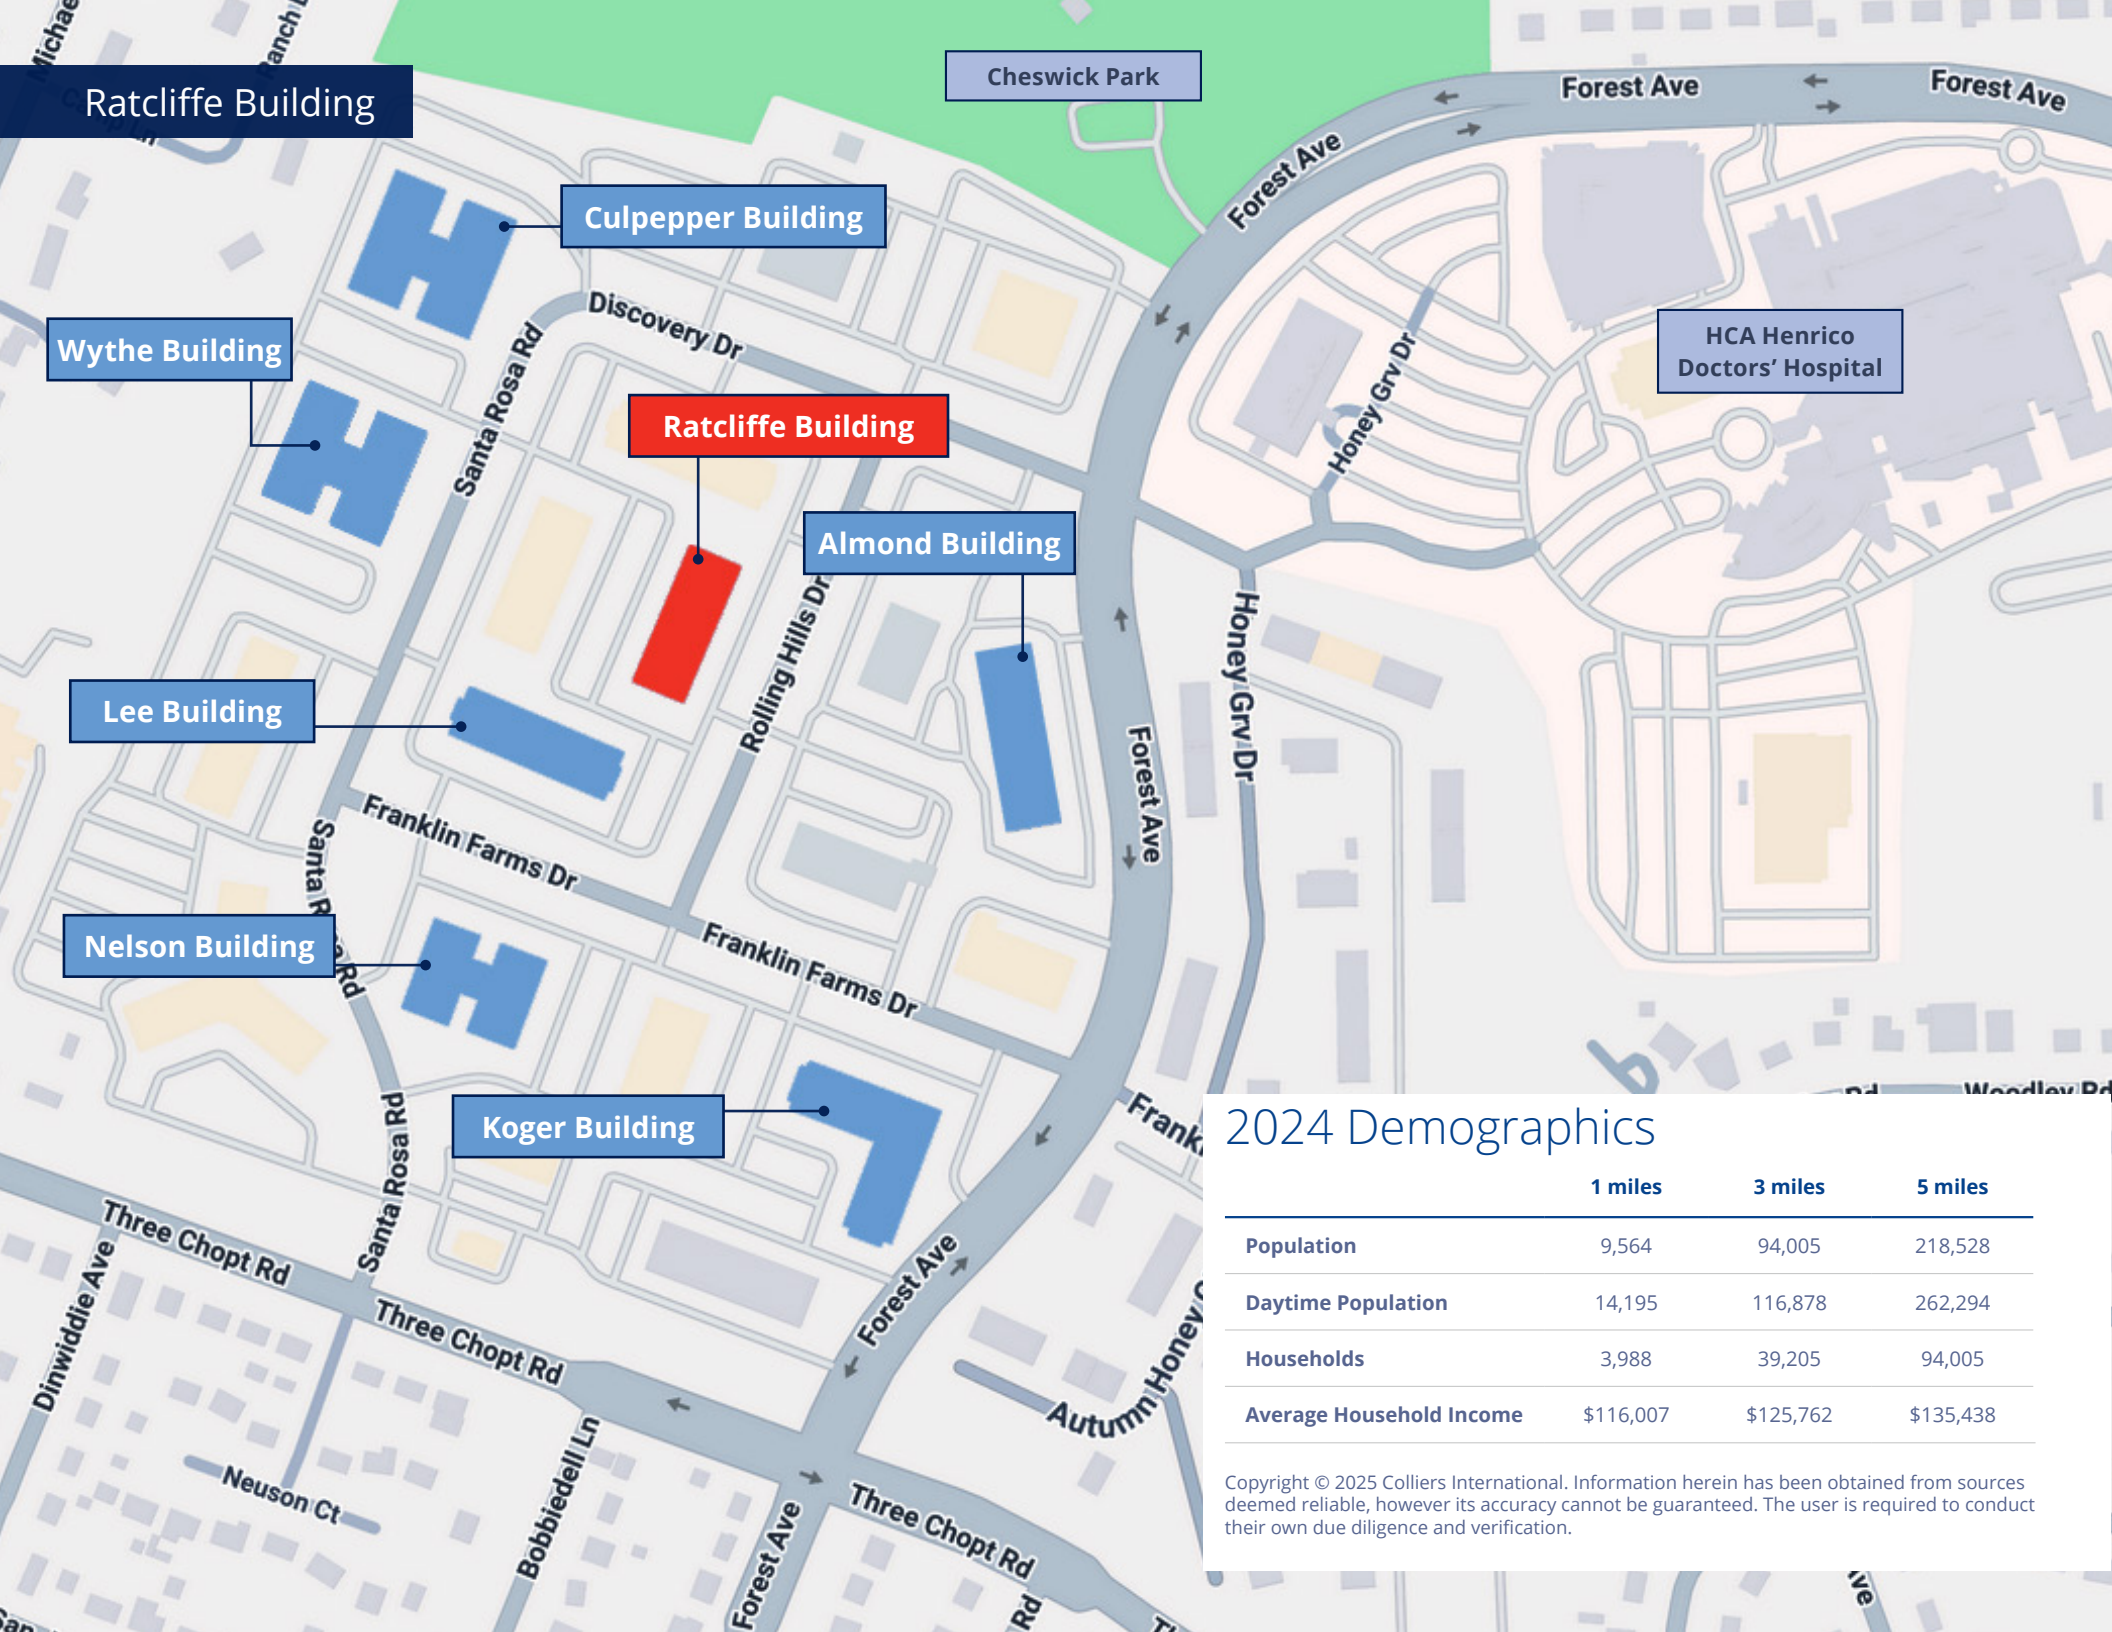 Ranch
Ratcliffe Building
Cheswick Park
Forest Ave
Forest Ave
Forest Ave
Culpepper Building
Discovery Dr
Santa Rosa Rd
Wythe Building
HCA Henrico
Doctors' Hospital
Honey Grv Dr
Ratcliffe Building
Almond Building
Rolling Hills Dr
Honey Grv Dr
Lee Building
Forest Ave
Franklin Farms Dr
Nelson Building
Franklin Farms Dr
Santa Rosa Rd
Koger Building
Woodley Rd
Three Chopt Rd
Forest Ave
Dinwiddie Ave
Three Chopt Rd
Autumn Honey
Neuson Ct
Bobbiedell Ln
Three Chopt Rd
Forest Ave
Rd
2024 Demographics
1 miles 3 miles 5 miles
Population 9,564 94,005 218,528
Daytime Population 14,195 116,878 262,294
Households 3,988 39,205 94,005
Average Household Income $116,007 $125,762 $135,438
Copyright © 2025 Colliers International. Information herein has been obtained from sources
deemed reliable, however its accuracy cannot be guaranteed. The user is required to conduct
their own due diligence and verification.